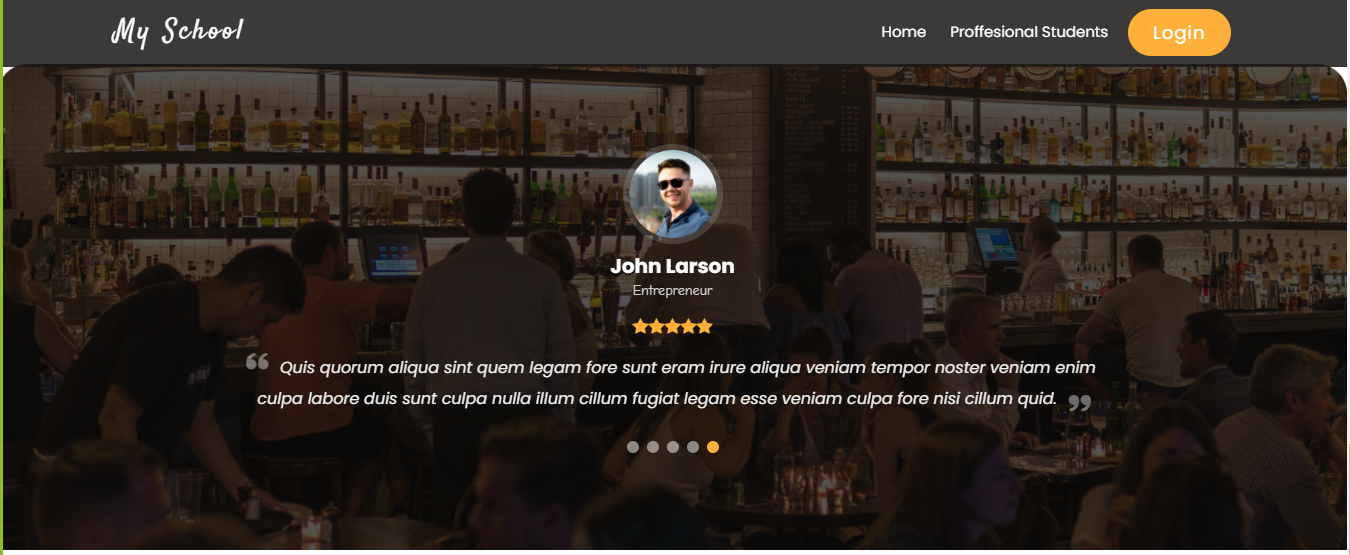 My School
Home
Proffesional Students
Login
John Larson
Entrepreneur
“ Quis quorum aliqua sint quem legam fore sunt eram irure aliqua veniam tempor noster veniam enim
culpa labore duis sunt culpa nulla illum cillum fugiat legam esse veniam culpa fore nisi cillum quid. ”